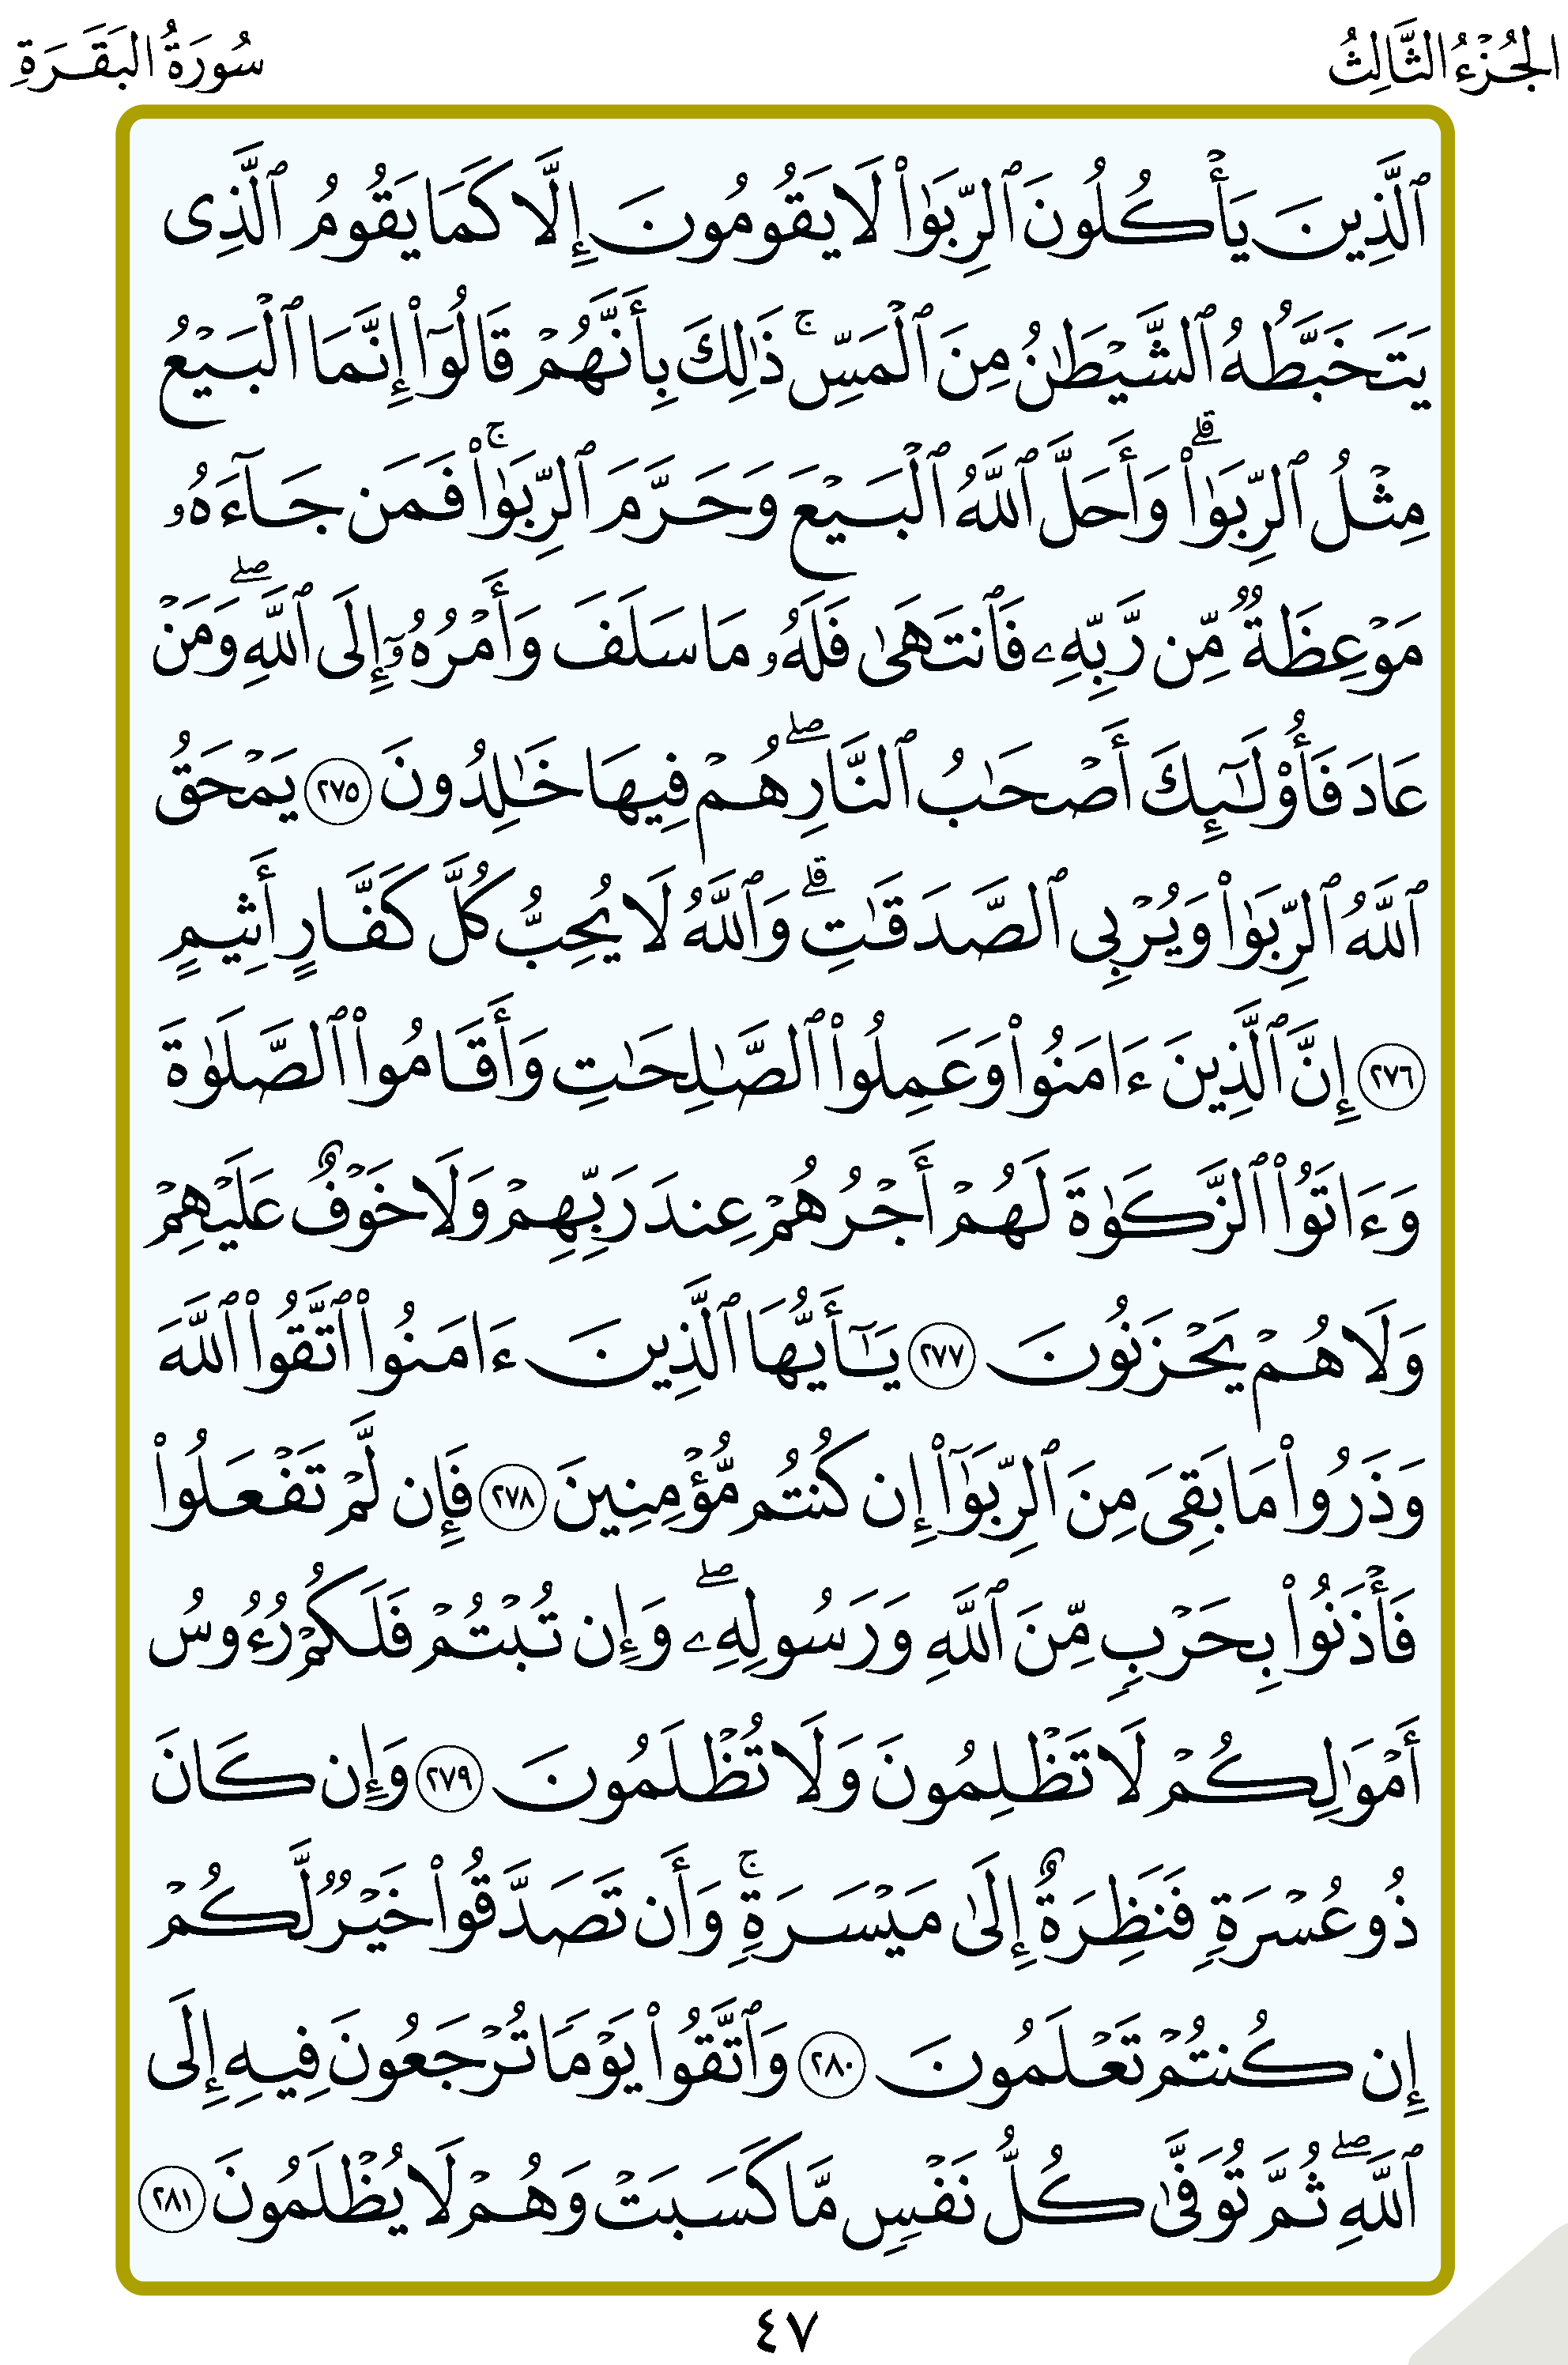 الجُزْءُ الثَّالِثُ
سُورَةُ البَقَرَةِ
ٱلَّذِينَ يَأۡكُلُونَ ٱلرِّبَوٰاْ لَا يَقُومُونَ إِلَّا كَمَا يَقُومُ ٱلَّذِى
يَتَخَبَّطُهُ ٱلشَّيۡطَٰنُ مِنَ ٱلۡمَسِّۚ ذَٰلِكَ بِأَنَّهُمۡ قَالُوٓاْ إِنَّمَا ٱلۡبَيۡعُ
مِثۡلُ ٱلرِّبَوٰاْۗ وَأَحَلَّ ٱللَّهُ ٱلۡبَيۡعَ وَحَرَّمَ ٱلرِّبَوٰاْۚ فَمَن جَآءَهُۥ
مَوۡعِظَةٌ مِّن رَّبِّهِۦ فَٱنتَهَىٰ فَلَهُۥ مَا سَلَفَ وَأَمۡرُهُۥٓ إِلَى ٱللَّهِۖ وَمَنۡ
عَادَ فَأُوْلَٰٓئِكَ أَصۡحَٰبُ ٱلنَّارِۖ هُمۡ فِيهَا خَٰلِدُونَ ٢٧٥ يَمۡحَقُ
ٱللَّهُ ٱلرِّبَوٰاْ وَيُرۡبِى ٱلصَّدَقَٰتِۗ وَٱللَّهُ لَا يُحِبُّ كُلَّ كَفَّارٍ أَثِيمٍ
٢٧٦ إِنَّ ٱلَّذِينَ ءَامَنُواْ وَعَمِلُواْ ٱلصَّٰلِحَٰتِ وَأَقَامُواْ ٱلصَّلَوٰةَ
وَءَاتَوُاْ ٱلزَّكَوٰةَ لَهُمۡ أَجۡرُهُمۡ عِندَ رَبِّهِمۡ وَلَا خَوۡفٌ عَلَيۡهِمۡ
وَلَا هُمۡ يَحۡزَنُونَ ٢٧٧ يَٰٓأَيُّهَا ٱلَّذِينَ ءَامَنُواْ ٱتَّقُواْ ٱللَّهَ
وَذَرُواْ مَا بَقِىَ مِنَ ٱلرِّبَوٰٓاْ إِن كُنتُم مُّؤۡمِنِينَ ٢٧٨ فَإِن لَّمۡ تَفۡعَلُواْ
فَأۡذَنُواْ بِحَرۡبٍ مِّنَ ٱللَّهِ وَرَسُولِهِۦۖ وَإِن تُبۡتُمۡ فَلَكُمۡ رُءُوسُ
أَمۡوَٰلِكُمۡ لَا تَظۡلِمُونَ وَلَا تُظۡلَمُونَ ٢٧٩ وَإِن كَانَ
ذُو عُسۡرَةٍ فَنَظِرَةٌ إِلَىٰ مَيۡسَرَةٍۚ وَأَن تَصَدَّقُواْ خَيۡرٌ لَّكُمۡ
إِن كُنتُمۡ تَعۡلَمُونَ ٢٨٠ وَٱتَّقُواْ يَوۡمًا تُرۡجَعُونَ فِيهِ إِلَى
ٱللَّهِۖ ثُمَّ تُوَفَّىٰ كُلُّ نَفۡسٍ مَّا كَسَبَتۡ وَهُمۡ لَا يُظۡلَمُونَ ٢٨١
٤٧